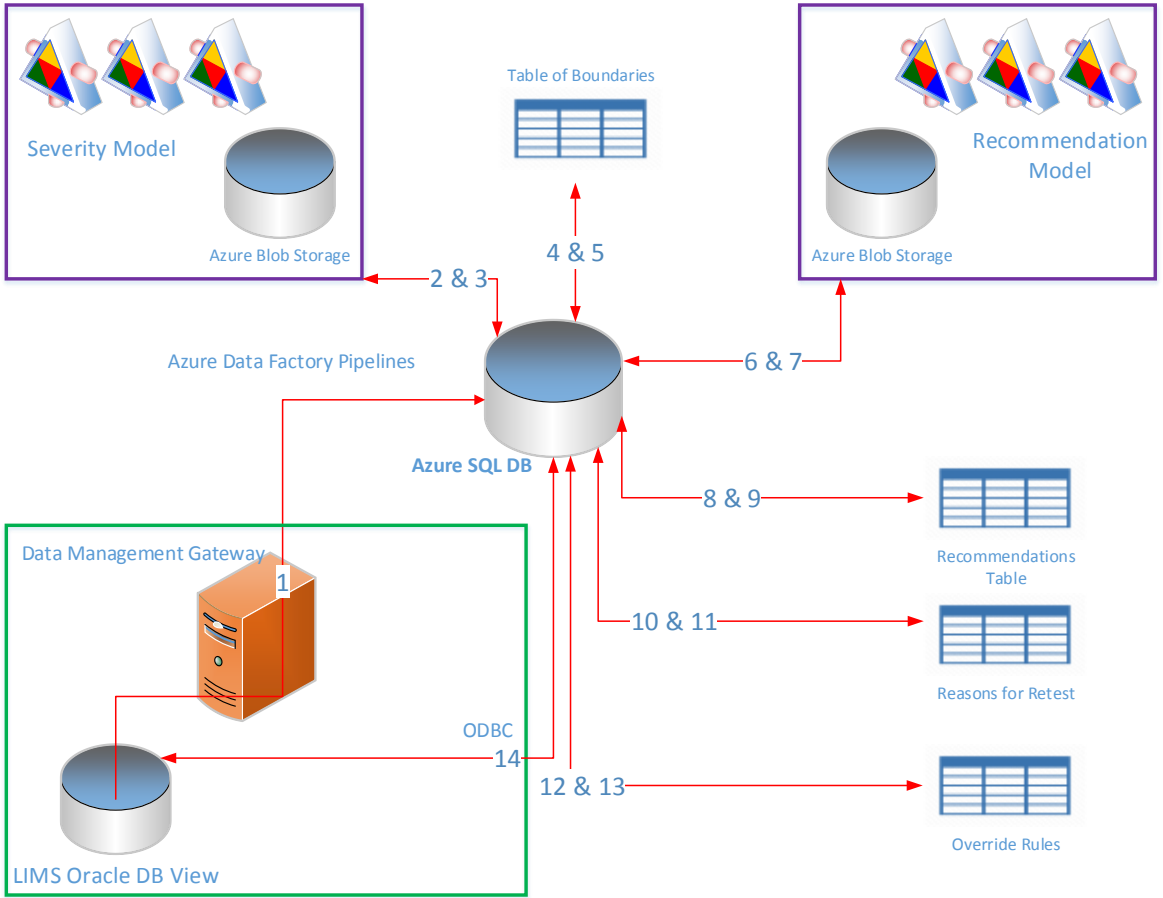 Table of Boundaries
Severity Model
Azure Blob Storage
Recommendation
Model
Azure Blob Storage
4 & 5
2 & 3
6 & 7
Azure Data Factory Pipelines
Azure SQL DB
8 & 9
Recommendations
Table
Data Management Gateway
1
10 & 11
Reasons for Retest
ODBC
14
12 & 13
Override Rules
LIMS Oracle DB View